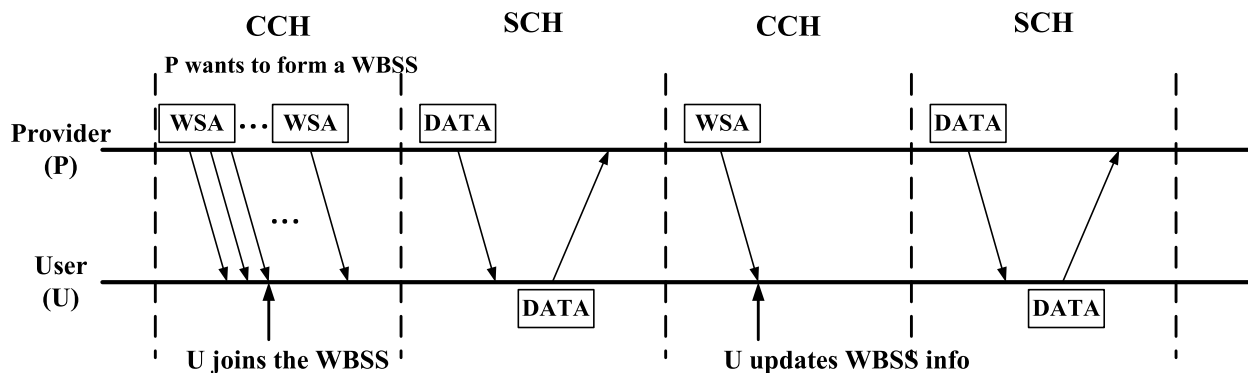 CCH SCH CCH SCH
P wants to form a WBSS
WSA ... WSA DATA WSA DATA
Provider
(P)
...
User
(U)
DATA DATA
U joins the WBSS U updates WBSS info